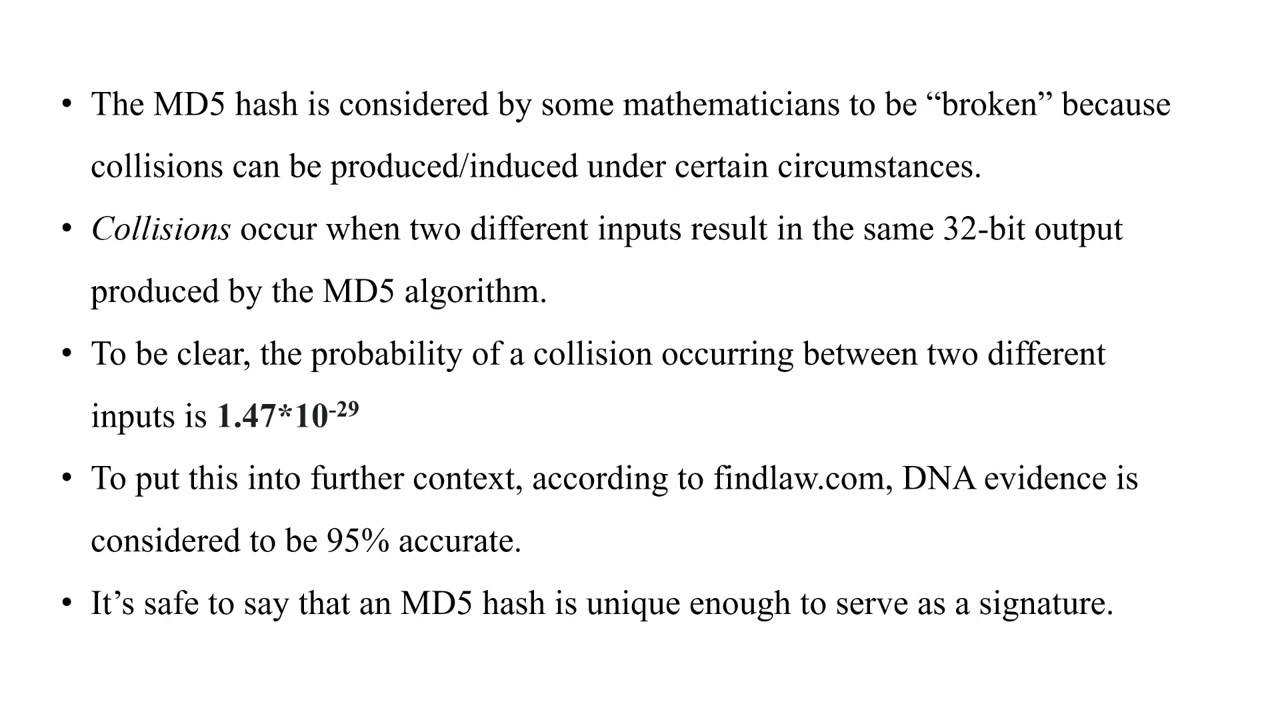 • The MD5 hash is considered by some mathematicians to be “broken” because
collisions can be produced/induced under certain circumstances.
• Collisions occur when two different inputs result in the same 32-bit output
produced by the MD5 algorithm.
• To be clear, the probability of a collision occurring between two different
inputs is 1.47*10⁻²⁹
• To put this into further context, according to findlaw.com, DNA evidence is
considered to be 95% accurate.
• It’s safe to say that an MD5 hash is unique enough to serve as a signature.